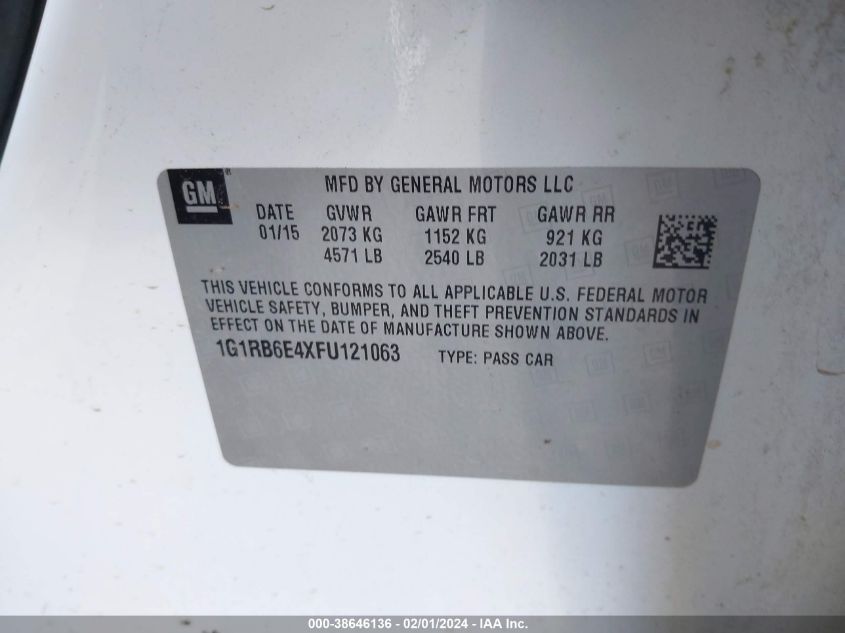 GM®
MFD BY GENERAL MOTORS LLC
DATE GVWR GAWR FRT GAWR RR
01/15 2073 KG 1152 KG 921 KG
4571 LB 2540 LB 2031 LB
THIS VEHICLE CONFORMS TO ALL APPLICABLE U.S. FEDERAL MOTOR
VEHICLE SAFETY, BUMPER, AND THEFT PREVENTION STANDARDS IN
EFFECT ON THE DATE OF MANUFACTURE SHOWN ABOVE.
1G1RB6E4XFU121063 TYPE: PASS CAR
000-38646136 - 02/01/2024 - IAA Inc.